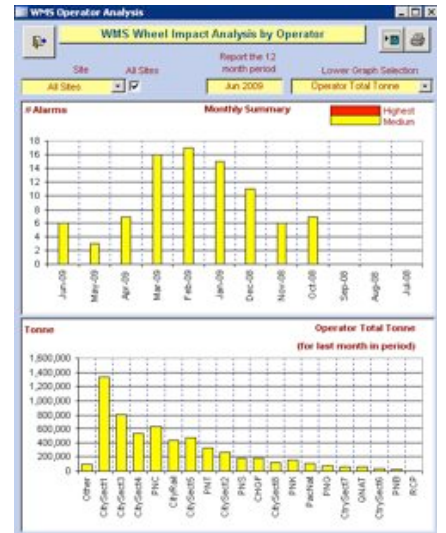 WMS Operator Analysis
WMS Wheel Impact Analysis by Operator
Site
All Sites
Report the 12
month period
Lower Graph Selection
All Sites
Jun 2009
Operator Total Tonne
# Alarms
Monthly Summary
Highest
Medium
18
16
14
12
10
8
6
4
2
0
Jun-09
May-09
Apr-09
Mar-09
Feb-09
Jan-09
Dec-08
Nov-08
Oct-08
Sep-08
Aug-08
Jul-08
Tonne
Operator Total Tonne
(for last month in period)
1,600,000
1,400,000
1,200,000
1,000,000
800,000
600,000
400,000
200,000
0
Other
CitySect1
CitySect3
CitySect4
PNC
CityRail
CitySect5
PNT
CitySect2
PNS
CHGF
CitySect8
PNK
PacNat
PNG
CtrySect7
QNAT
CtrySect6
PNB
RCP